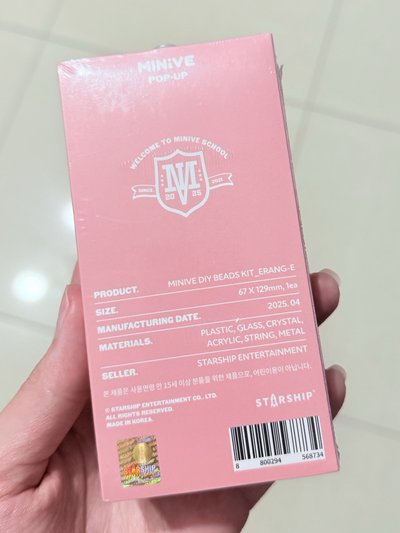 MINIVE
POP-UP
WELCOME TO MINIVE SCHOOL
SINCE 2025
MV
20 25
PRODUCT. MINIVE DIY BEADS KIT_ERANG-E
SIZE. 67 X 129mm, 1ea
MANUFACTURING DATE. 2025. 04
MATERIALS. PLASTIC, GLASS, CRYSTAL,
ACRYLIC, STRING, METAL
SELLER. STARSHIP ENTERTAINMENT
본 제품은 사용연령 만 15세 이상 분들을 위한 제품으로, 어린이용이 아닙니다.
© STARSHIP ENTERTAINMENT CO., LTD.
ALL RIGHTS RESERVED.
MADE IN KOREA.
STARSHIP
STARSHIP
8 800294 568734